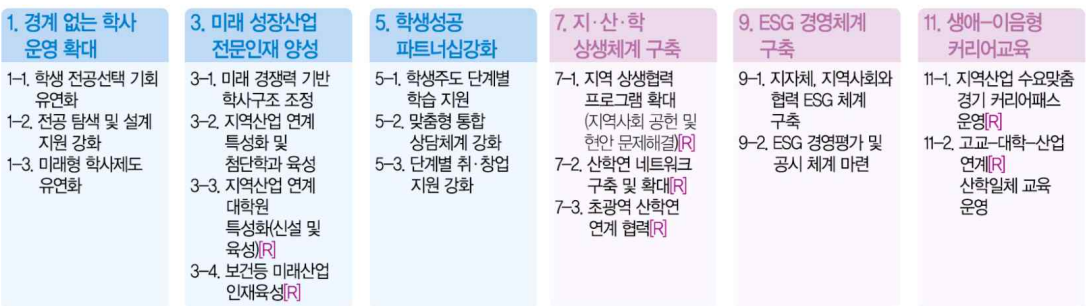 1. 경계 없는 학사
운영 확대
1-1. 학생 전공선택 기회
유연화
1-2. 전공 탐색 및 설계
지원 강화
1-3. 미래형 학사제도
유연화
3. 미래 성장산업
전문인재 양성
3-1. 미래 경쟁력 기반
학사구조 조정
3-2. 지역산업 연계
특성화 및
첨단학과 육성
3-3. 지역산업 연계
대학원
특성화(신설 및
육성)[R]
3-4. 보건등 미래산업
인재육성[R]
5. 학생성공
파트너십강화
5-1. 학생주도 단계별
학습 지원
5-2. 맞춤형 통합
상담체계 강화
5-3. 단계별 취·창업
지원 강화
7. 지·산·학
상생체계 구축
7-1. 지역 상생협력
프로그램 확대
(지역사회 공헌 및
현안 문제해결)[R]
7-2. 산학연 네트워크
구축 및 확대[R]
7-3. 초광역 산학연
연계 협력[R]
9. ESG 경영체계
구축
9-1. 지자체, 지역사회와
협력 ESG 체계
구축
9-2. ESG 경영평가 및
공시 체계 마련
11. 생애-이음형
커리어교육
11-1. 지역산업 수요맞춤
경기 커리어패스
운영[R]
11-2. 고교-대학-산업
연계[R]
산학일체 교육
운영